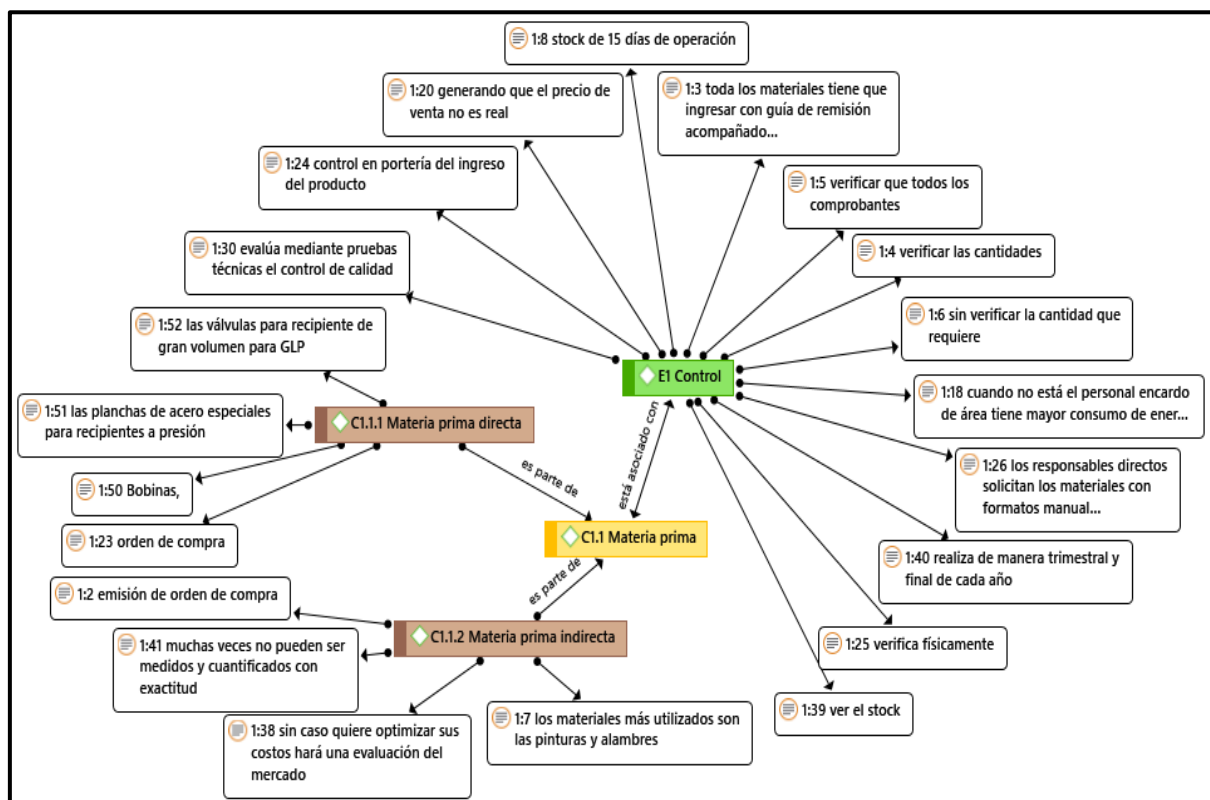 1:8 stock de 15 días de operación
1:20 generando que el precio de
venta no es real
1:3 toda los materiales tiene que
ingresar con guía de remisión
acompañado...
1:24 control en portería del ingreso
del producto
1:5 verificar que todos los
comprobantes
1:30 evalúa mediante pruebas
técnicas el control de calidad
1:4 verificar las cantidades
1:52 las válvulas para recipiente de
gran volumen para GLP
1:6 sin verificar la cantidad que
requiere
E1 Control
1:18 cuando no está el personal encardo
de área tiene mayor consumo de ener...
1:51 las planchas de acero especiales
para recipientes a presión
C1.1.1 Materia prima directa
está asociado con
1:26 los responsables directos
solicitan los materiales con
formatos manual...
1:50 Bobinas,
es parte de
1:23 orden de compra
C1.1 Materia prima
1:40 realiza de manera trimestral y
final de cada año
es parte de
1:2 emisión de orden de compra
C1.1.2 Materia prima indirecta
1:25 verifica físicamente
1:41 muchas veces no pueden ser
medidos y cuantificados con
exactitud
1:39 ver el stock
1:7 los materiales más utilizados son
las pinturas y alambres
1:38 sin caso quiere optimizar sus
costos hará una evaluación del
mercado